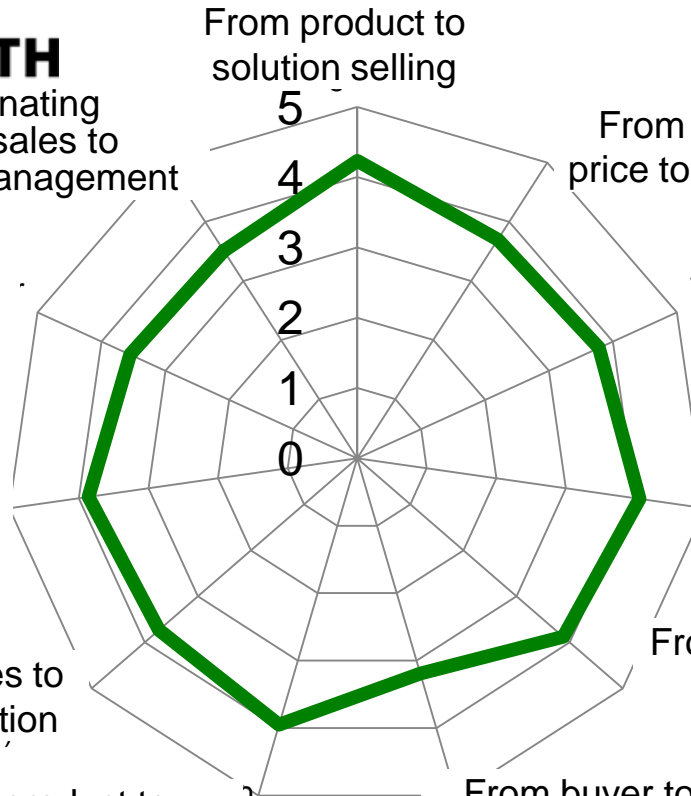 From product to
solution selling
TH
nating
sales to
anagement
5
From
price to
4
3
2
1
0
Fro
es to
tion
From buyer to